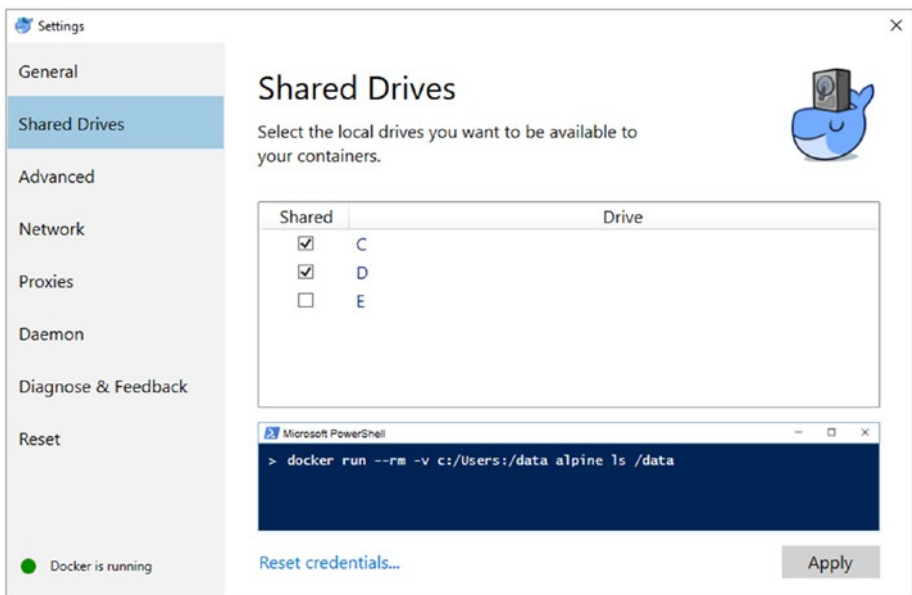 Settings
General
Shared Drives
Advanced
Network
Proxies
Daemon
Diagnose & Feedback
Reset
Docker is running
Shared Drives
Select the local drives you want to be available to
your containers.
Shared Drive
C
D
E
Microsoft PowerShell
> docker run --rm -v c:/Users:/data alpine ls /data
Reset credentials...
Apply